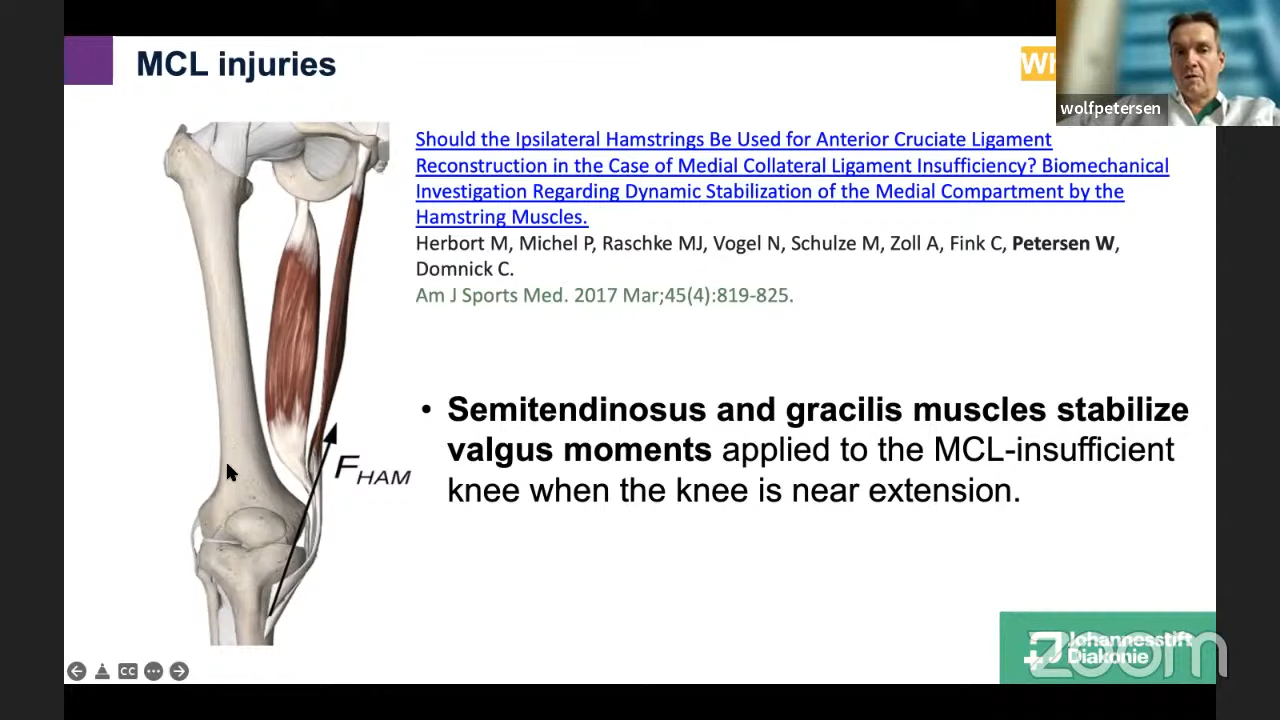 MCL injuries
Wh
wolfpetersen
Should the Ipsilateral Hamstrings Be Used for Anterior Cruciate Ligament
Reconstruction in the Case of Medial Collateral Ligament Insufficiency? Biomechanical
Investigation Regarding Dynamic Stabilization of the Medial Compartment by the
Hamstring Muscles.
Herbort M, Michel P, Raschke MJ, Vogel N, Schulze M, Zoll A, Fink C, Petersen W,
Domnick C.
Am J Sports Med. 2017 Mar;45(4):819-825.
• Semitendinosus and gracilis muscles stabilize
valgus moments applied to the MCL-insufficient
knee when the knee is near extension.
FHAM
Johannesstift
Diakonie
zoom
CC